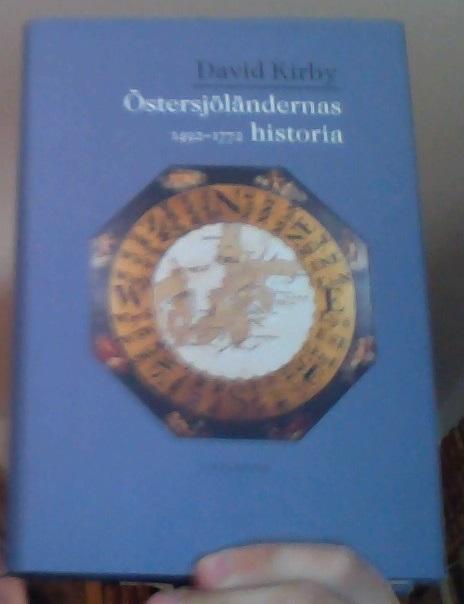 David Kirby
Östersjöländernas
1492–1772 historia